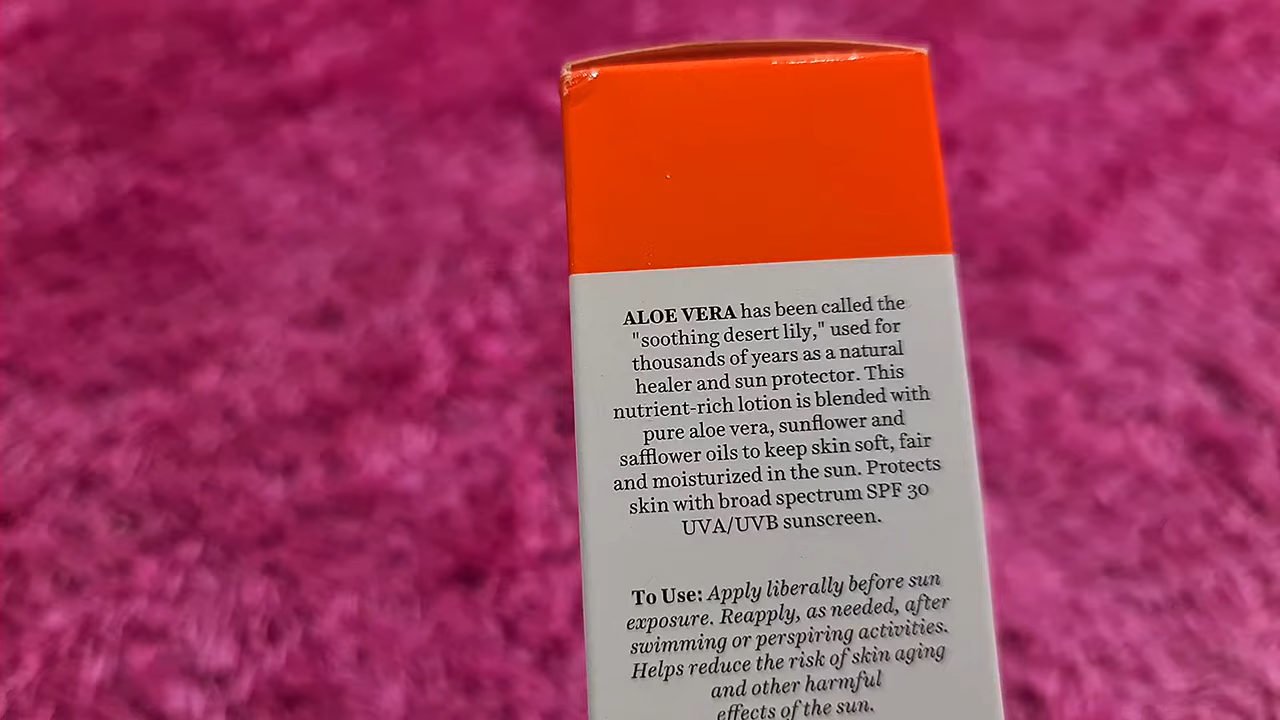 ALOE VERA has been called the
"soothing desert lily," used for
thousands of years as a natural
healer and sun protector. This
nutrient-rich lotion is blended with
pure aloe vera, sunflower and
safflower oils to keep skin soft, fair
and moisturized in the sun. Protects
skin with broad spectrum SPF 30
UVA/UVB sunscreen.
To Use: Apply liberally before sun
exposure. Reapply, as needed, after
swimming or perspiring activities.
Helps reduce the risk of skin aging
and other harmful
effects of the sun.